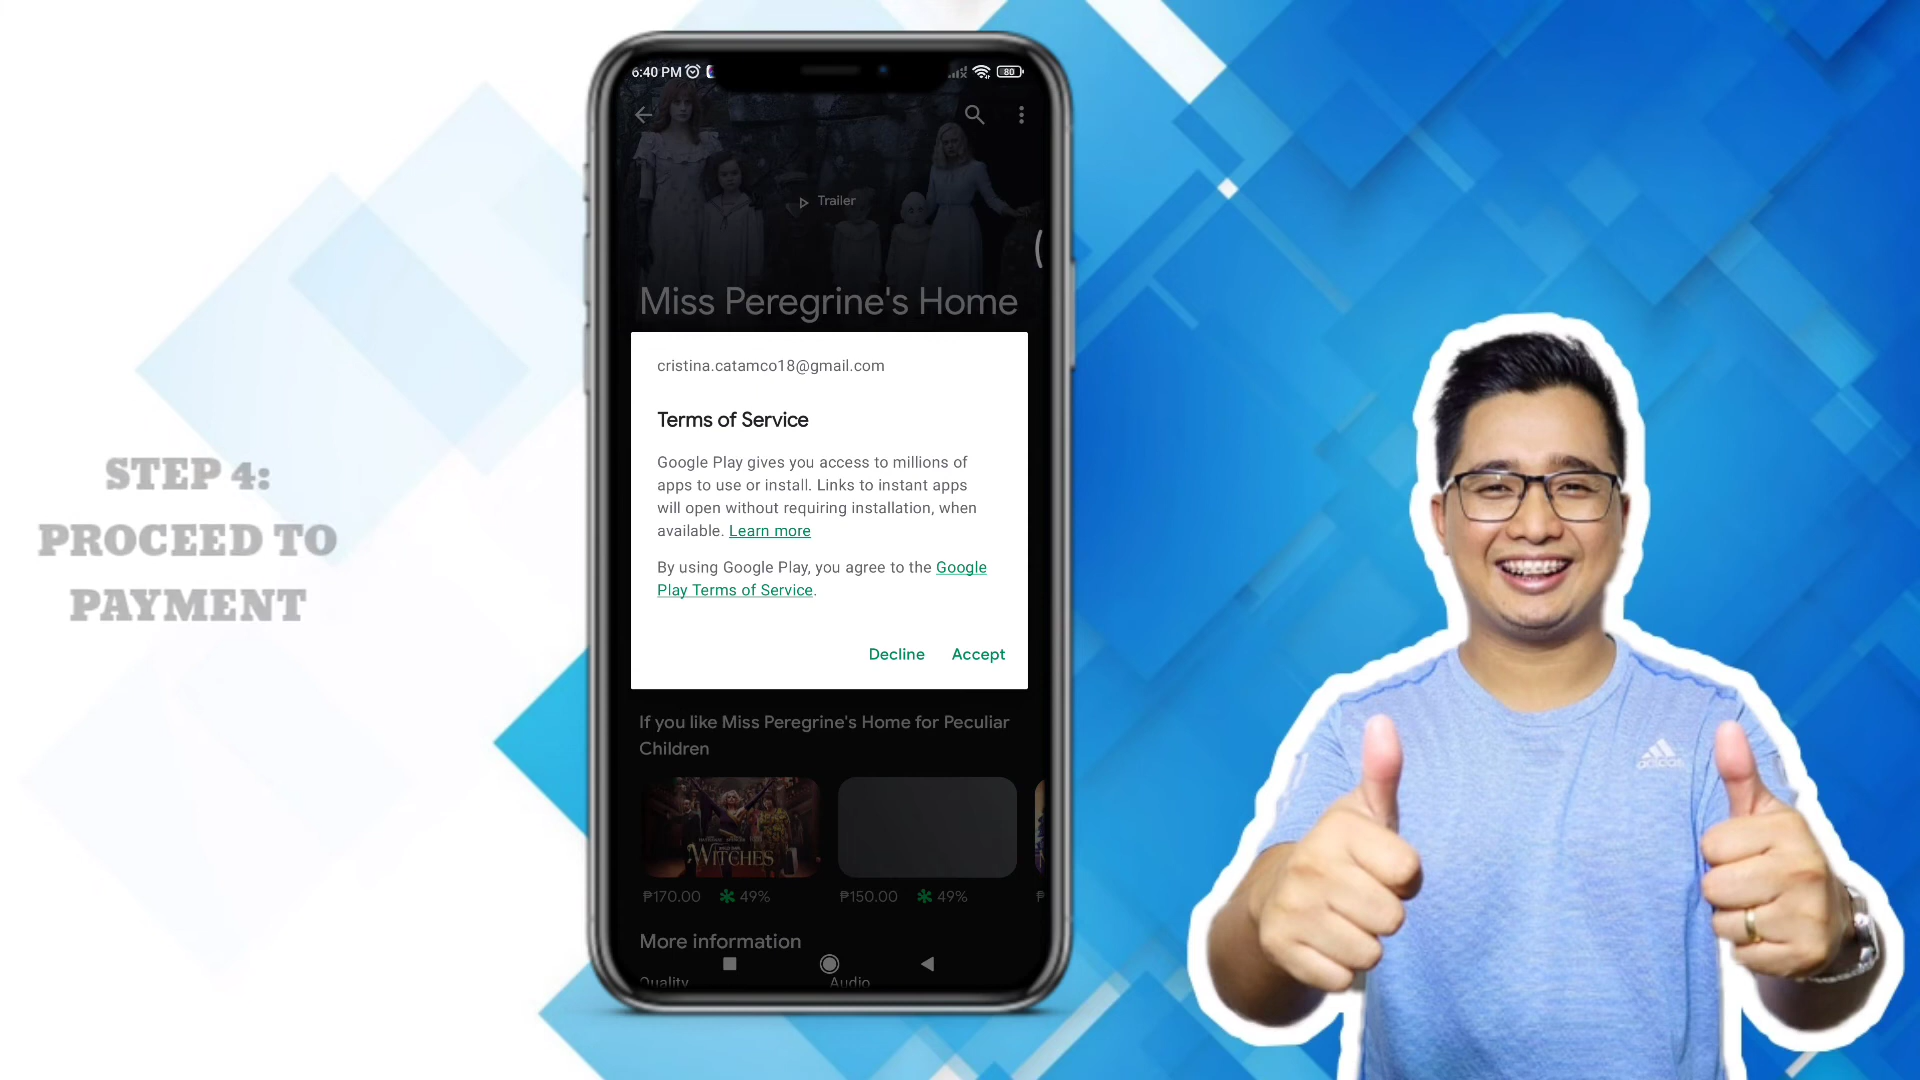 STEP 4:
PROCEED TO
PAYMENT
6:40 PM
80
Trailer
Miss Peregrine's Home
cristina.catamco18@gmail.com
Terms of Service
Google Play gives you access to millions of
apps to use or install. Links to instant apps
will open without requiring installation, when
available. Learn more
By using Google Play, you agree to the Google
Play Terms of Service.
Decline Accept
If you like Miss Peregrine's Home for Peculiar
Children
WITCHES
₱170.00 49% ₱150.00 49% ₱
More information
Quality Audio
adidas